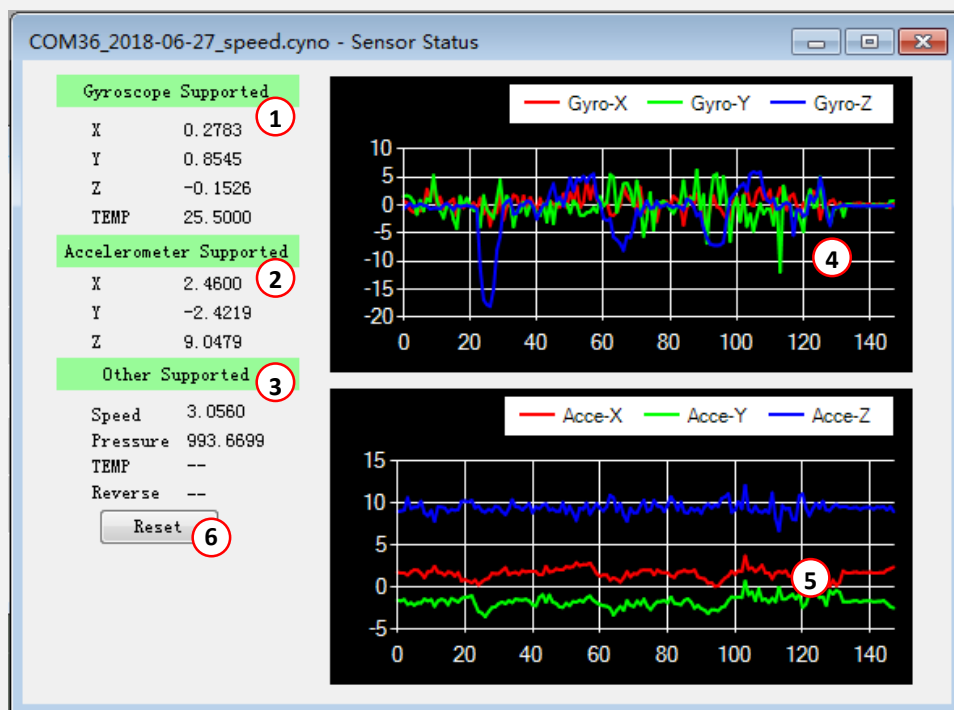 COM36_2018-06-27_speed.cyno - Sensor Status
Gyroscope Supported
1
X 0.2783
Y 0.8545
Z -0.1526
TEMP 25.5000
Accelerometer Supported
2
X 2.4600
Y -2.4219
Z 9.0479
Other Supported
3
Speed 3.0560
Pressure 993.6699
TEMP --
Reverse --
Reset
6
Gyro-X Gyro-Y Gyro-Z
10
5
0
-5
-10
-15
-20
4
0 20 40 60 80 100 120 140
Acce-X Acce-Y Acce-Z
15
10
5
0
-5
5
0 20 40 60 80 100 120 140